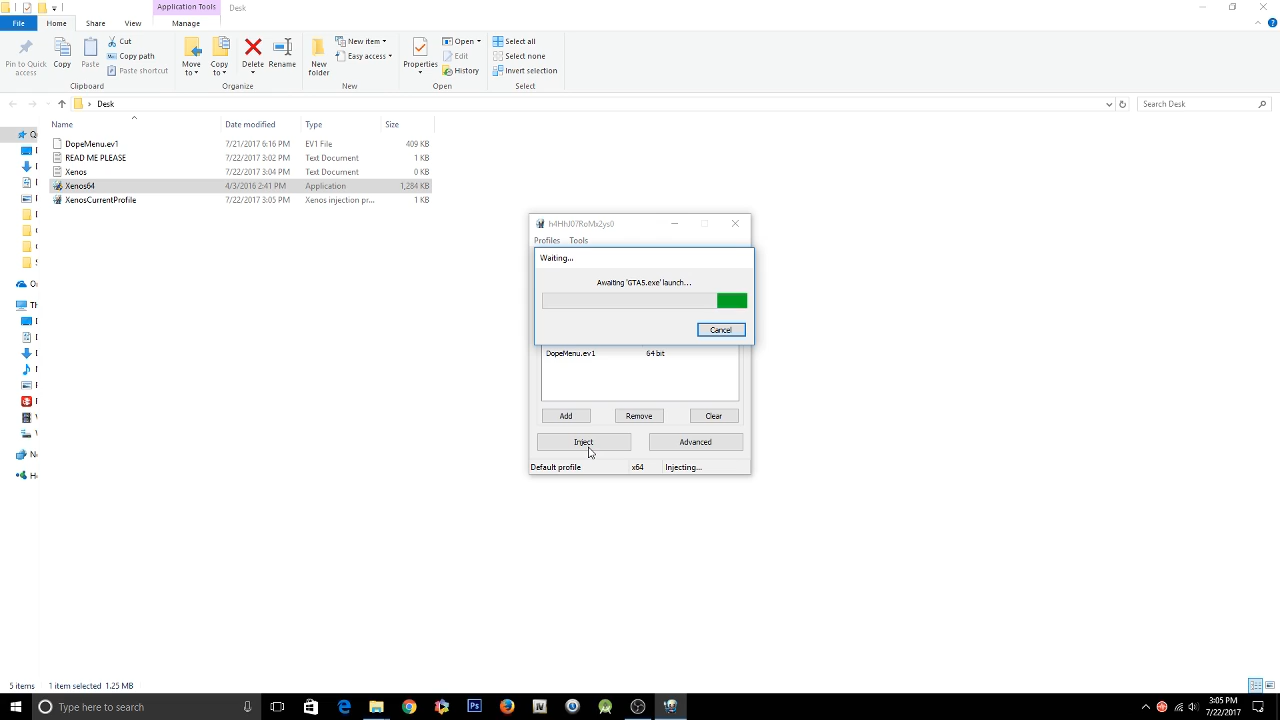 Application Tools Desk
File Home Share View Manage
Pin to Quick access
Copy
Paste
Cut
Copy path
Paste shortcut
Clipboard
Move to
Copy to
Delete
Rename
Organize
New folder
New item
Easy access
New
Properties
Open
Edit
History
Open
Select all
Select none
Invert selection
Select
Desk
Search Desk
Name Date modified Type Size
DopeMenu.ev1 7/21/2017 6:16 PM EV1 File 409 KB
READ ME PLEASE 7/22/2017 3:02 PM Text Document 1 KB
Xenos 7/22/2017 3:04 PM Text Document 0 KB
Xenos64 4/3/2016 2:41 PM Application 1,284 KB
XenosCurrentProfile 7/22/2017 3:05 PM Xenos injection pr... 1 KB
Profiles Tools
Waiting...
Awaiting 'GTA5.exe' launch...
Cancel
DopeMenu.ev1 64 bit
Add Remove Clear
Inject Advanced
Default profile x64 Injecting...
5 items 1 item selected 1.25 MB
Type here to search
3:05 PM
7/22/2017